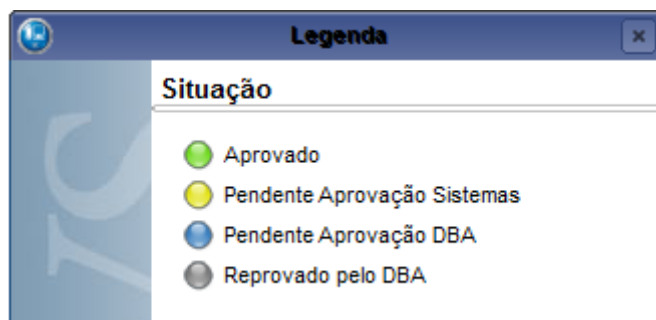 Legenda
Situação
Aprovado
Pendente Aprovação Sistemas
Pendente Aprovação DBA
Reprovado pelo DBA